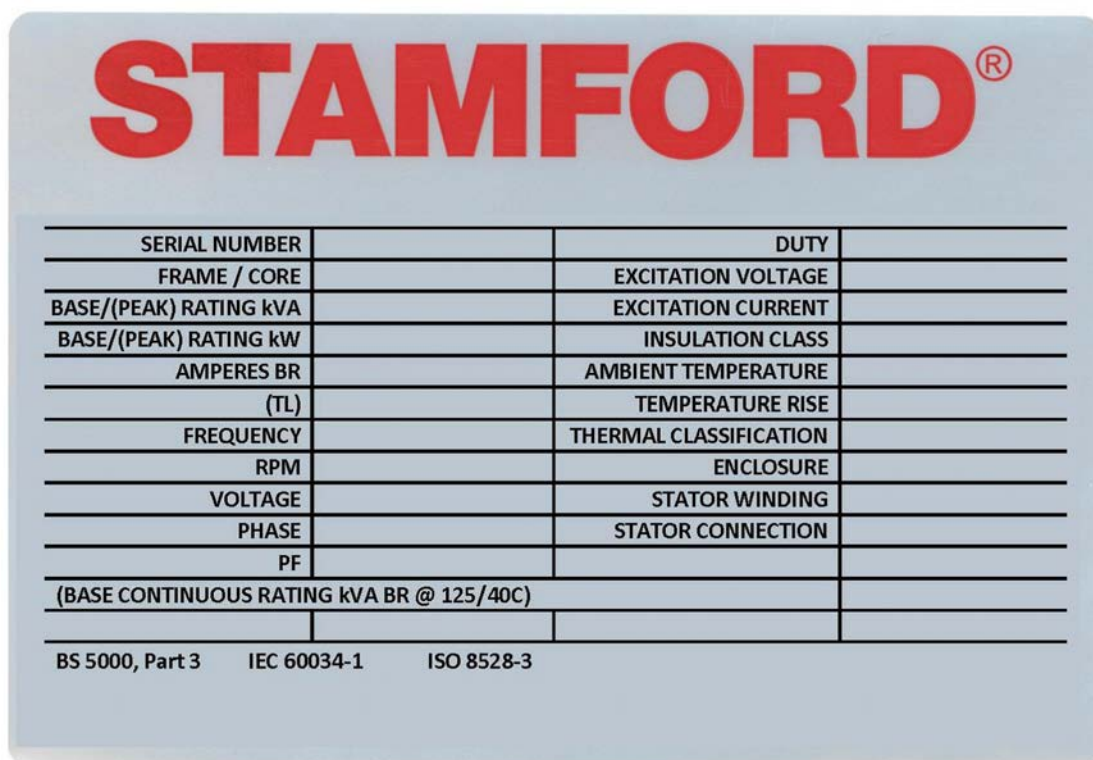 STAMFORD®
SERIAL NUMBER DUTY
FRAME / CORE EXCITATION VOLTAGE
BASE/(PEAK) RATING kVA EXCITATION CURRENT
BASE/(PEAK) RATING kW INSULATION CLASS
AMPERES BR AMBIENT TEMPERATURE
(TL) TEMPERATURE RISE
FREQUENCY THERMAL CLASSIFICATION
RPM ENCLOSURE
VOLTAGE STATOR WINDING
PHASE STATOR CONNECTION
PF
(BASE CONTINUOUS RATING kVA BR @ 125/40C)
BS 5000, Part 3 IEC 60034-1 ISO 8528-3